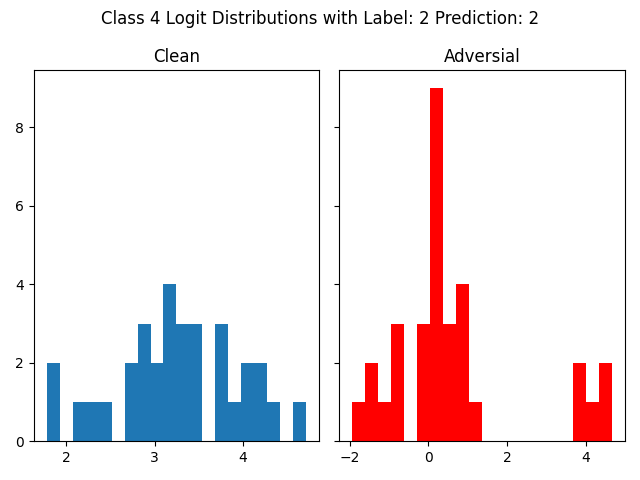 Class 4 Logit Distributions with Label: 2 Prediction: 2
Clean
Adversial
8
6
4
2
0
2 3 4
−2 0 2 4